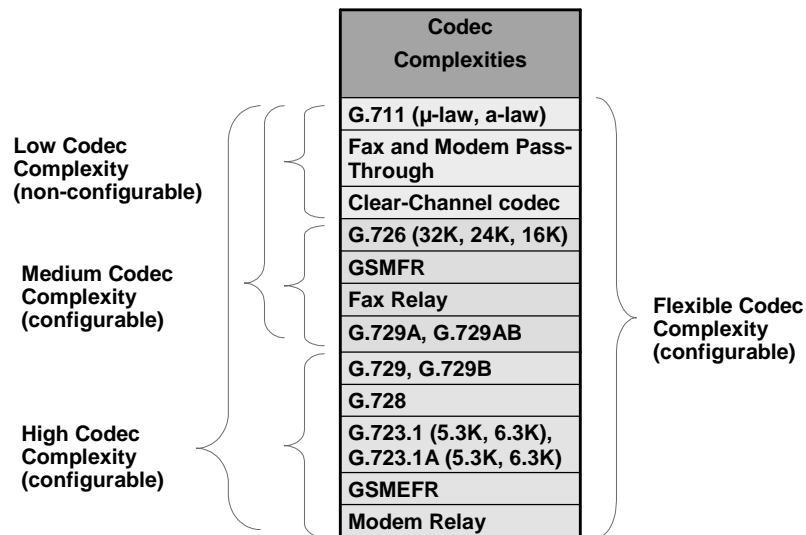 Codec
Complexities
G.711 (µ-law, a-law)
Fax and Modem Pass-
Through
Clear-Channel codec
G.726 (32K, 24K, 16K)
GSMFR
Fax Relay
G.729A, G.729AB
G.729, G.729B
G.728
G.723.1 (5.3K, 6.3K),
G.723.1A (5.3K, 6.3K)
GSMEFR
Modem Relay
Low Codec
Complexity
(non-configurable)
Medium Codec
Complexity
(configurable)
High Codec
Complexity
(configurable)
Flexible Codec
Complexity
(configurable)